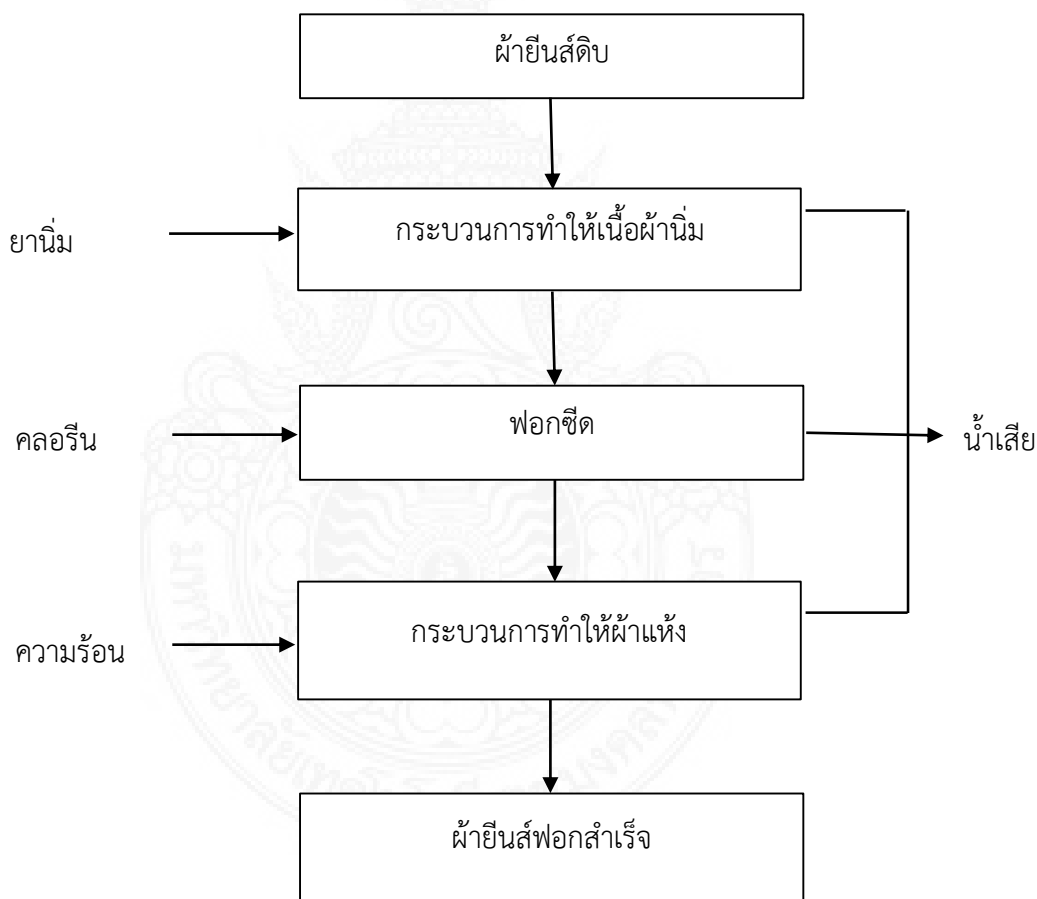 ผ้ายีนส์ดิบ
ยานิ่ม
กระบวนการทำให้เนื้อผ้านิ่ม
คลอรีน
ฟอกซีด
น้ำเสีย
ความร้อน
กระบวนการทำให้ผ้าแห้ง
ผ้ายีนส์ฟอกสำเร็จ